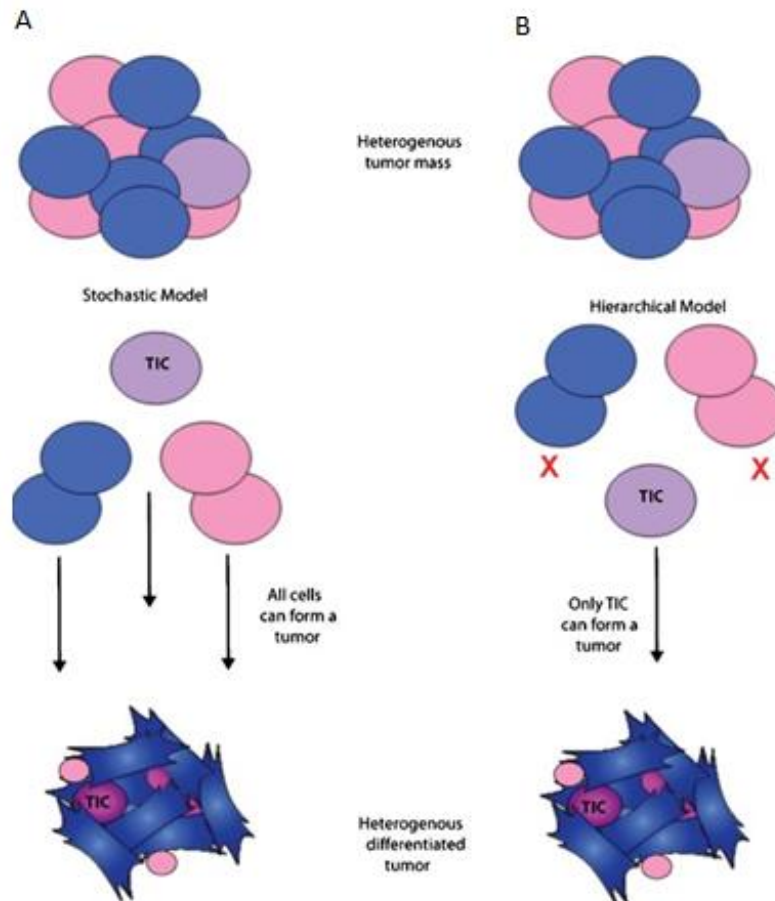 A
B
Heterogenous
tumor mass
Stochastic Model
Hierarchical Model
TIC
X
X
TIC
All cells
can form a
tumor
Only TIC
can form a
tumor
TIC
TIC
Heterogenous
differentiated
tumor